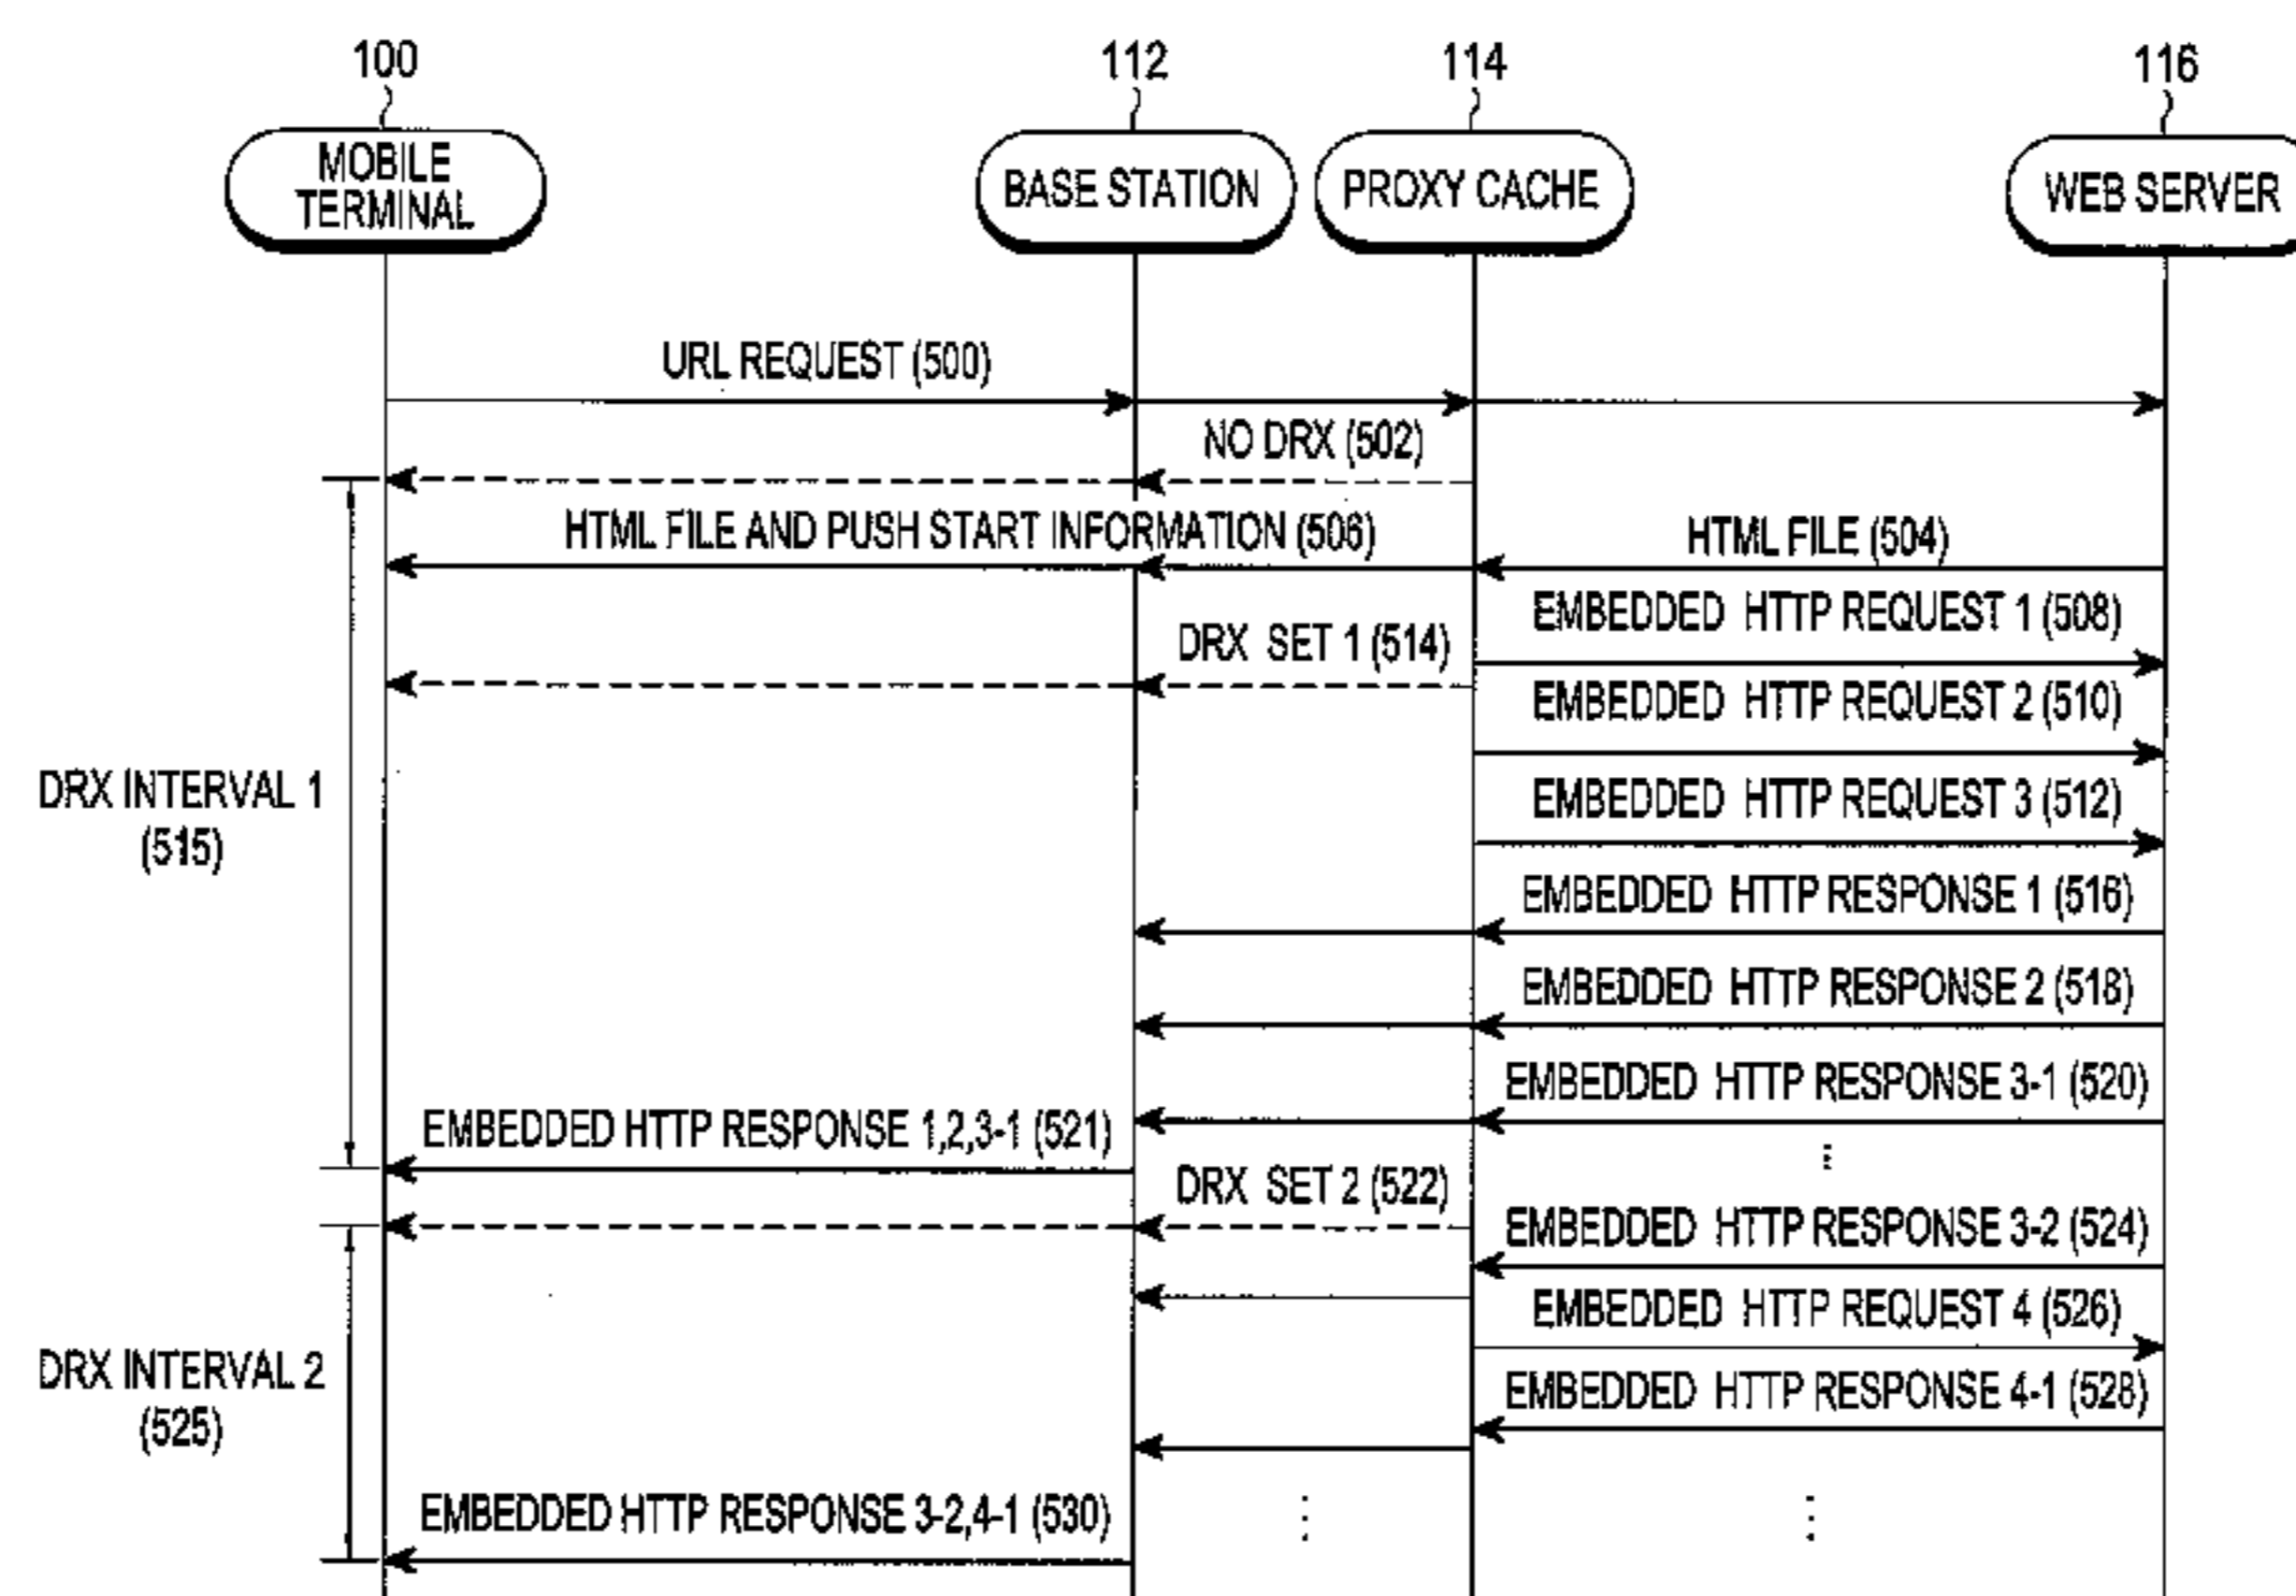 100
112
114
116
MOBILE
TERMINAL
BASE STATION
PROXY CACHE
WEB SERVER
URL REQUEST (500)
NO DRX (502)
HTML FILE AND PUSH START INFORMATION (506)
HTML FILE (504)
EMBEDDED HTTP REQUEST 1 (508)
DRX SET 1 (514)
EMBEDDED HTTP REQUEST 2 (510)
DRX INTERVAL 1
(515)
EMBEDDED HTTP REQUEST 3 (512)
EMBEDDED HTTP RESPONSE 1 (516)
EMBEDDED HTTP RESPONSE 2 (518)
EMBEDDED HTTP RESPONSE 3-1 (520)
EMBEDDED HTTP RESPONSE 1,2,3-1 (521)
DRX SET 2 (522)
EMBEDDED HTTP RESPONSE 3-2 (524)
EMBEDDED HTTP REQUEST 4 (526)
DRX INTERVAL 2
(525)
EMBEDDED HTTP RESPONSE 4-1 (528)
EMBEDDED HTTP RESPONSE 3-2,4-1 (530)